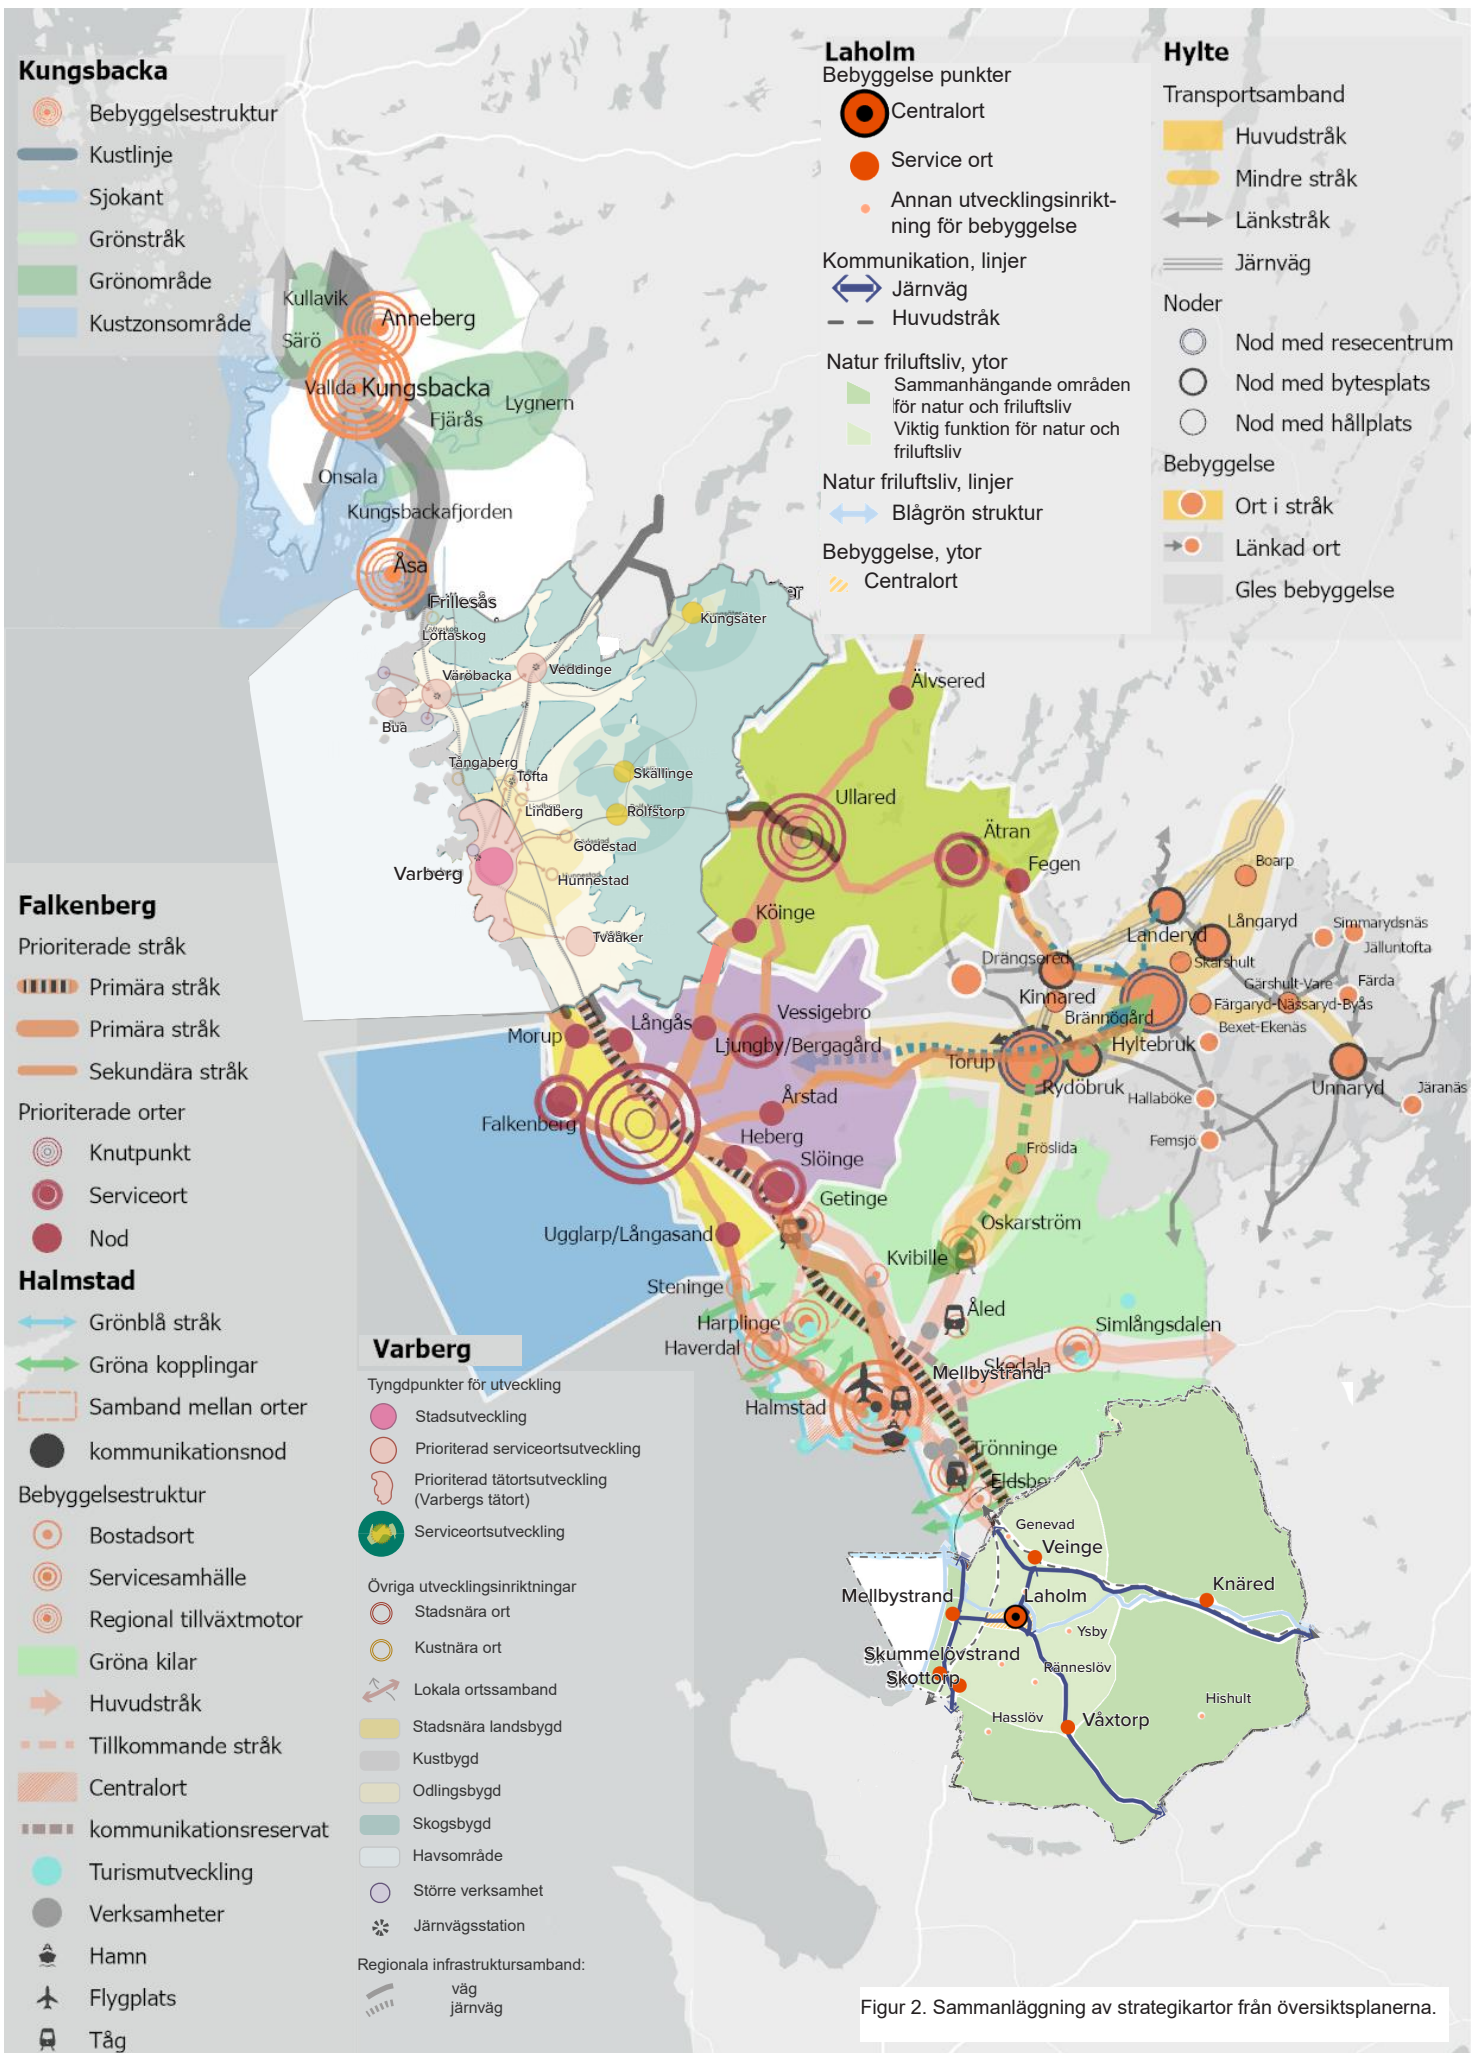 Kungsbacka
Bebyggelsestruktur
Kustlinje
Sjokant
Grönstråk
Grönområde
Kustzonsområde
Laholm
Bebyggelse punkter
Centralort
Service ort
Annan utvecklingsinrikt-
ning för bebyggelse
Kommunikation, linjer
Järnväg
Huvudstråk
Natur friluftsliv, ytor
Sammanhängande områden
för natur och friluftsliv
Viktig funktion för natur och
friluftsliv
Natur friluftsliv, linjer
Blågrön struktur
Bebyggelse, ytor
Centralort
Hylte
Transportsamband
Huvudstråk
Mindre stråk
Länkstråk
Järnväg
Noder
Nod med resecentrum
Nod med bytesplats
Nod med hållplats
Bebyggelse
Ort i stråk
Länkad ort
Gles bebyggelse
Kullavik
Anneberg
Särö
Vallda
Kungsbacka
Lygnern
Fjärås
Onsala
Kungsbackafjorden
Åsa
Frillesås
Löftaskog
Kungsäter
Veddinge
Väröbacka
Bua
Tångaberg
Tofta
Skällinge
Lindberg
Rolfstorp
Godestad
Varberg
Hunnestad
Tvååker
Älvsered
Ullared
Ätran
Fegen
Köinge
Boarp
Långaryd
Simmarydsnäs
Landeryd
Jälluntofta
Drängsered
Skärshult
Gärshult-Vare
Färda
Kinnared
Färgaryd-Nässaryd-Byås
Brännögård
Bexet-Ekenäs
Vessigebro
Långås
Morup
Ljungby/Bergagård
Hyltebruk
Torup
Rydöbruk
Unnaryd
Järanäs
Hallaböke
Årstad
Falkenberg
Heberg
Femsjö
Slöinge
Fröslida
Getinge
Oskarström
Ugglarp/Långasand
Kvibille
Steninge
Harplinge
Åled
Simlångsdalen
Haverdal
Skedala
Mellbystrand
Halmstad
Trönninge
Genevad
Veinge
Knäred
Mellbystrand
Laholm
Ysby
Skummelövstrand
Ränneslöv
Skottorp
Hishult
Hasslöv
Våxtorp
Falkenberg
Prioriterade stråk
Primära stråk
Primära stråk
Sekundära stråk
Prioriterade orter
Knutpunkt
Serviceort
Nod
Halmstad
Grönblå stråk
Gröna kopplingar
Samband mellan orter
kommunikationsnod
Bebyggelsestruktur
Bostadsort
Servicesamhälle
Regional tillväxtmotor
Gröna kilar
Huvudstråk
Tillkommande stråk
Centralort
kommunikationsreservat
Turismutveckling
Verksamheter
Hamn
Flygplats
Tåg
Varberg
Tyngdpunkter för utveckling
Stadsutveckling
Prioriterad serviceortsutveckling
Prioriterad tätortsutveckling
(Varbergs tätort)
Serviceortsutveckling
Övriga utvecklingsinriktningar
Stadsnära ort
Kustnära ort
Lokala ortssamband
Stadsnära landsbygd
Kustbygd
Odlingsbygd
Skogsbygd
Havsområde
Större verksamhet
Järnvägsstation
Regionala infrastruktursamband:
väg
järnväg
Figur 2. Sammanläggning av strategikartor från översiktsplanerna.